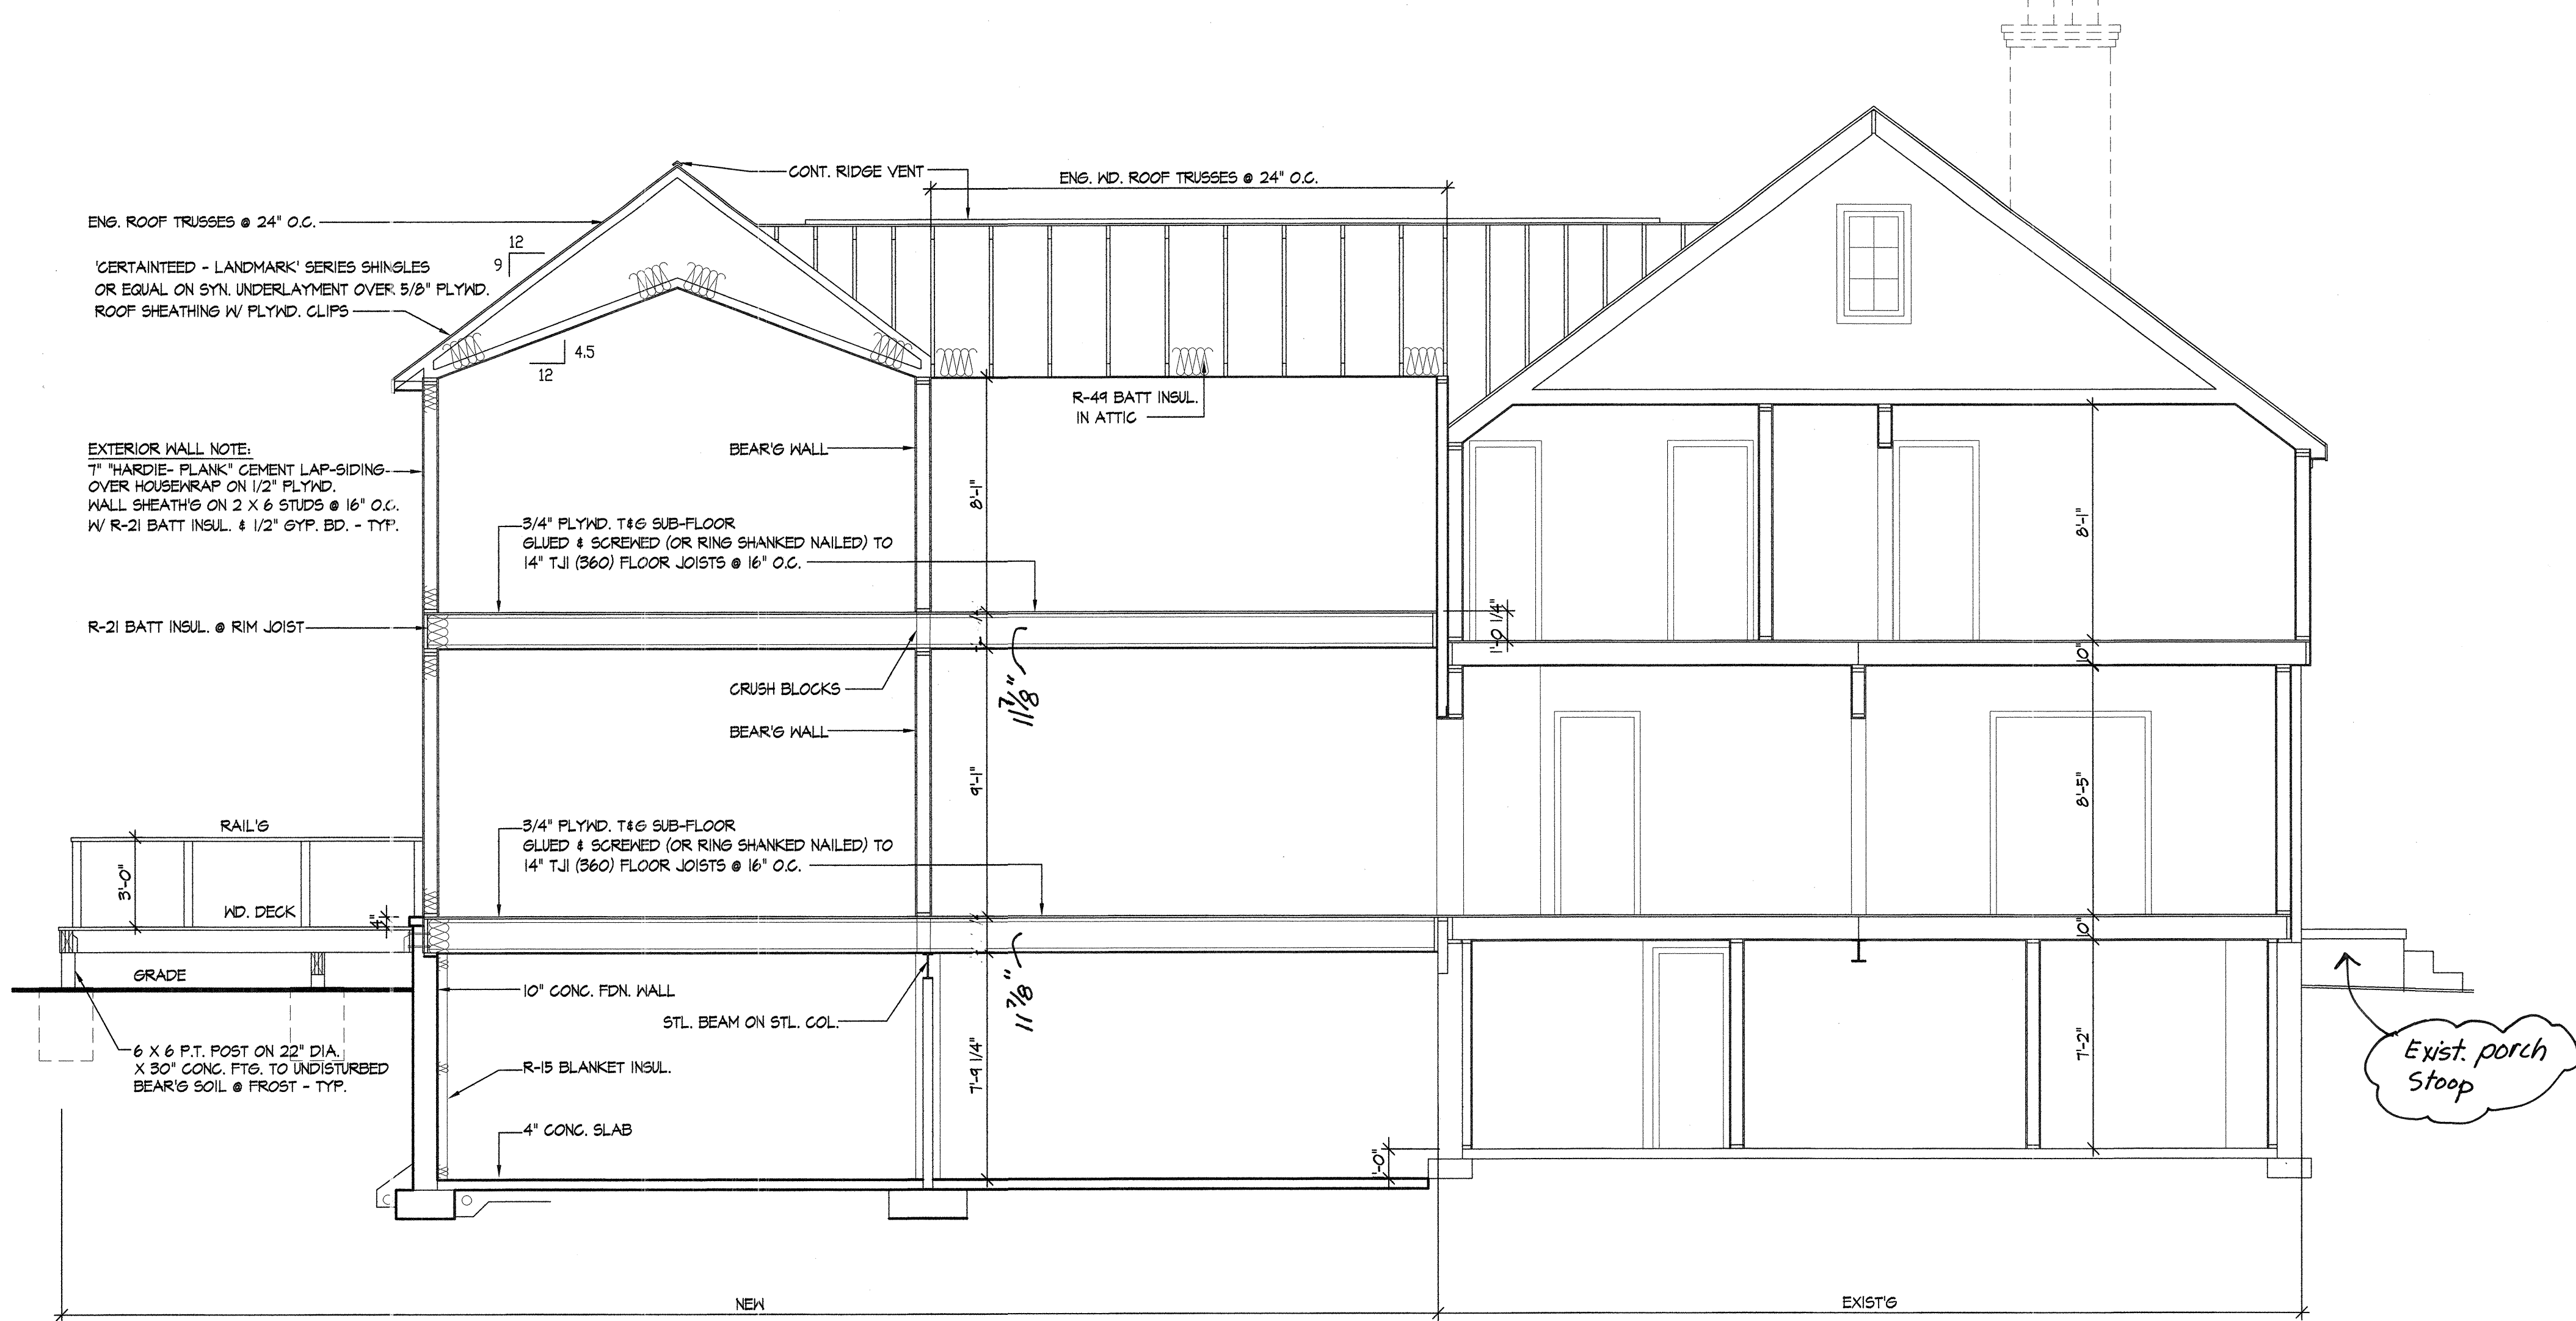 CONT. RIDGE VENT
ENG. WD. ROOF TRUSSES @ 24" O.C.
ENG. ROOF TRUSSES @ 24" O.C.
12
9
'CERTAINTEED - LANDMARK' SERIES SHINGLES
OR EQUAL ON SYN. UNDERLAYMENT OVER 5/8" PLYWD.
ROOF SHEATHING W/ PLYWD. CLIPS
4.5
12
R-49 BATT INSUL.
IN ATTIC
EXTERIOR WALL NOTE:
7" "HARDIE- PLANK" CEMENT LAP-SIDING
OVER HOUSEWRAP ON 1/2" PLYWD.
WALL SHEATH'G ON 2 X 6 STUDS @ 16" O.C.
W/ R-21 BATT INSUL. & 1/2" GYP. BD. - TYP.
BEAR'G WALL
8'-1"
8'-1"
3/4" PLYWD. T&G SUB-FLOOR
GLUED & SCREWED (OR RING SHANKED NAILED) TO
14" TJI (360) FLOOR JOISTS @ 16" O.C.
R-21 BATT INSUL. @ RIM JOIST
1'-0 1/4"
10"
CRUSH BLOCKS
11 7/8"
BEAR'G WALL
9'-1"
8'-5"
RAIL'G
3'-0"
WD. DECK
4"
3/4" PLYWD. T&G SUB-FLOOR
GLUED & SCREWED (OR RING SHANKED NAILED) TO
14" TJI (360) FLOOR JOISTS @ 16" O.C.
10"
GRADE
10" CONC. FDN. WALL
STL. BEAM ON STL. COL.
11 7/8"
6 X 6 P.T. POST ON 22" DIA.
X 30" CONC. FTG. TO UNDISTURBED
BEAR'G SOIL @ FROST - TYP.
R-15 BLANKET INSUL.
7'-9 1/4"
7'-2"
Exist. porch
Stoop
4" CONC. SLAB
1'-0"
NEW
EXIST'G